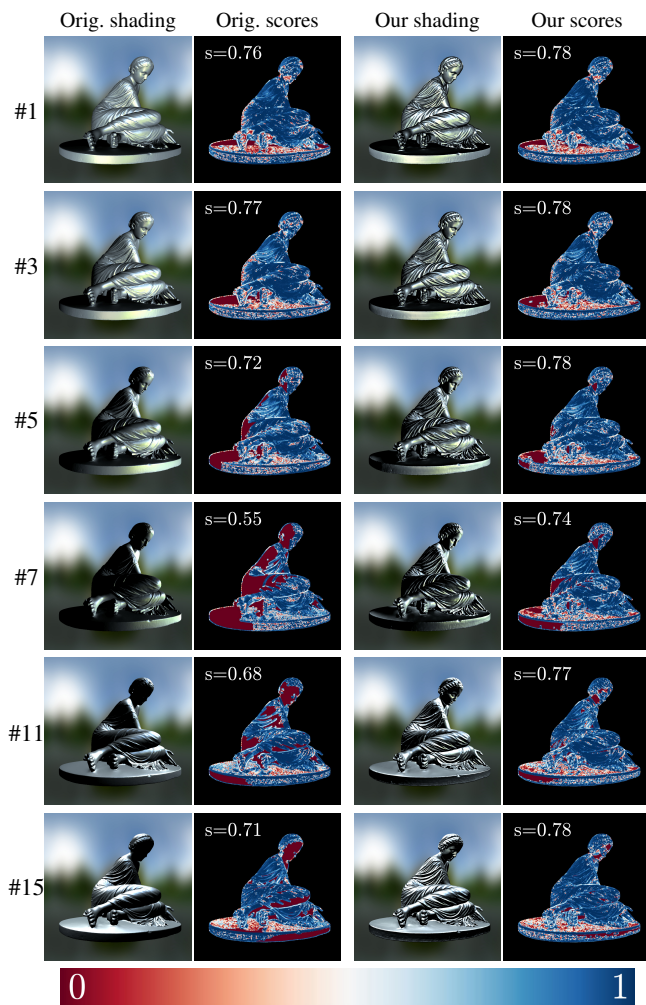 Orig. shading Orig. scores Our shading Our scores
#1 s=0.76 s=0.78
#3 s=0.77 s=0.78
#5 s=0.72 s=0.78
#7 s=0.55 s=0.74
#11 s=0.68 s=0.77
#15 s=0.71 s=0.78
0 1